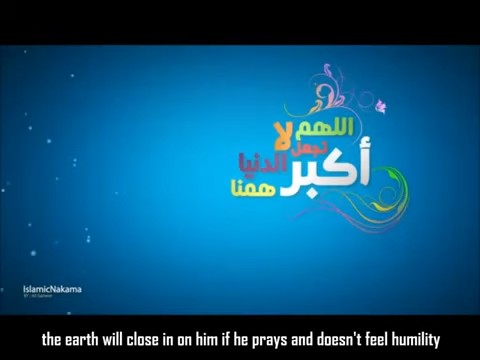 اللهم
لا تجعل
الدنيا
أكبر
همنا
IslamicNakama
the earth will close in on him if he prays and doesn't feel humility